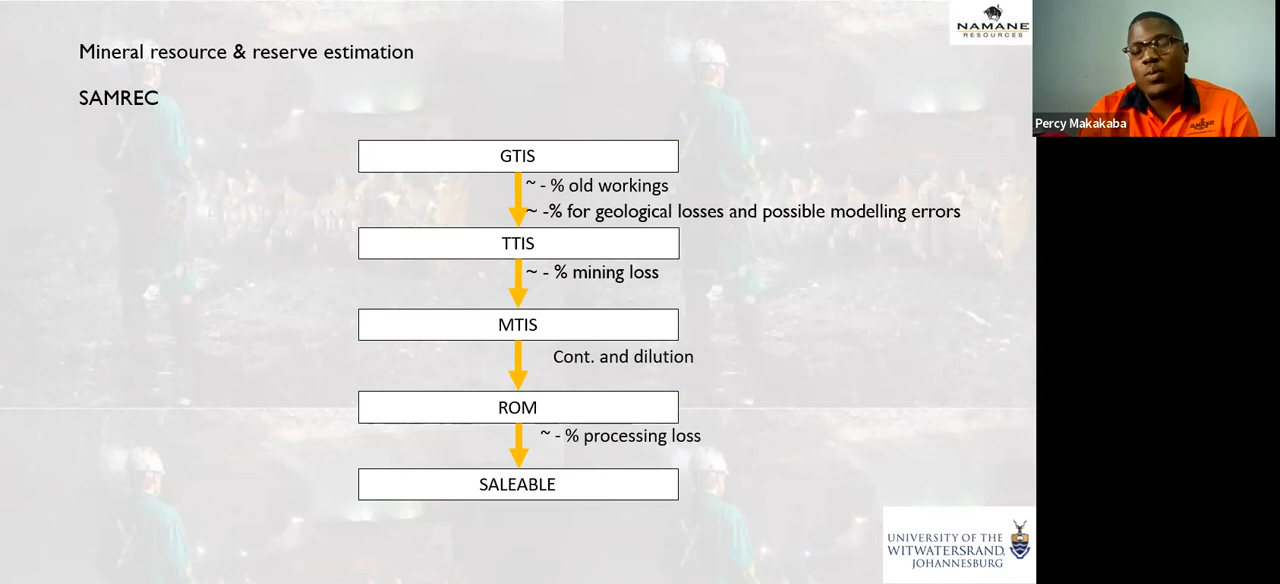 Mineral resource & reserve estimation
NAMANE
RESOURCES
SAMREC
Percy Makakaba
GTIS
~ - % old workings
~ -% for geological losses and possible modelling errors
TTIS
~ - % mining loss
MTIS
Cont. and dilution
ROM
~ - % processing loss
SALEABLE
UNIVERSITY OF THE
WITWATERSRAND,
JOHANNESBURG